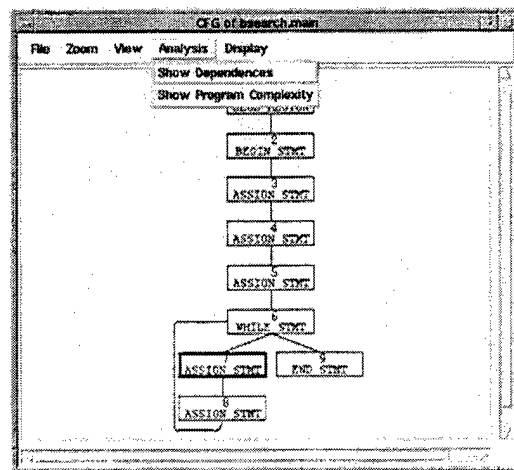 CFG of bsearch.main
File Zoom View Analysis Display
Show Dependences
Show Program Complexity
2
BEGIN STMT
3
ASSIGN STMT
4
ASSIGN STMT
5
ASSIGN STMT
6
WHILE STMT
7 9
ASSIGN STMT END STMT
8
ASSIGN STMT